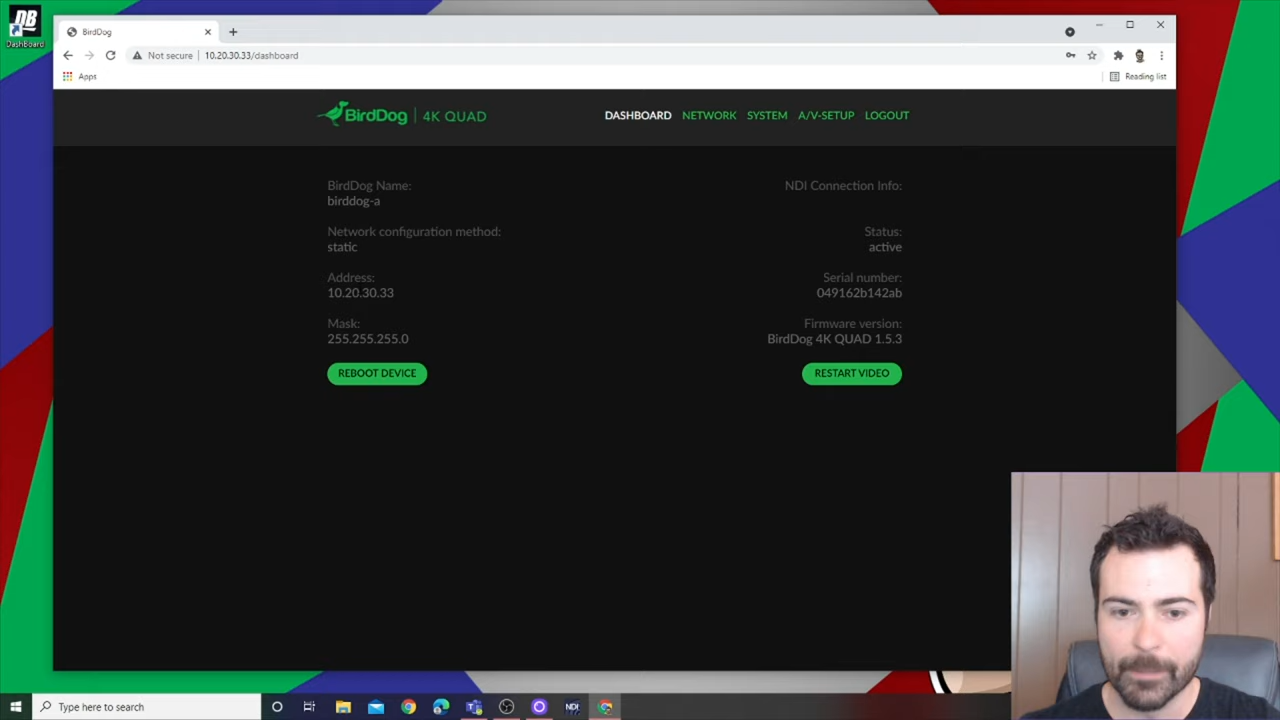 DB
DashBoard
BirdDog
Not secure
10.20.30.33/dashboard
Apps
Reading list
BirdDog | 4K QUAD
DASHBOARD NETWORK SYSTEM A/V-SETUP LOGOUT
BirdDog Name:
birddog-a
Network configuration method:
static
Address:
10.20.30.33
Mask:
255.255.255.0
REBOOT DEVICE
NDI Connection Info:
Status:
active
Serial number:
049162b142ab
Firmware version:
BirdDog 4K QUAD 1.5.3
RESTART VIDEO
Type here to search
NDI